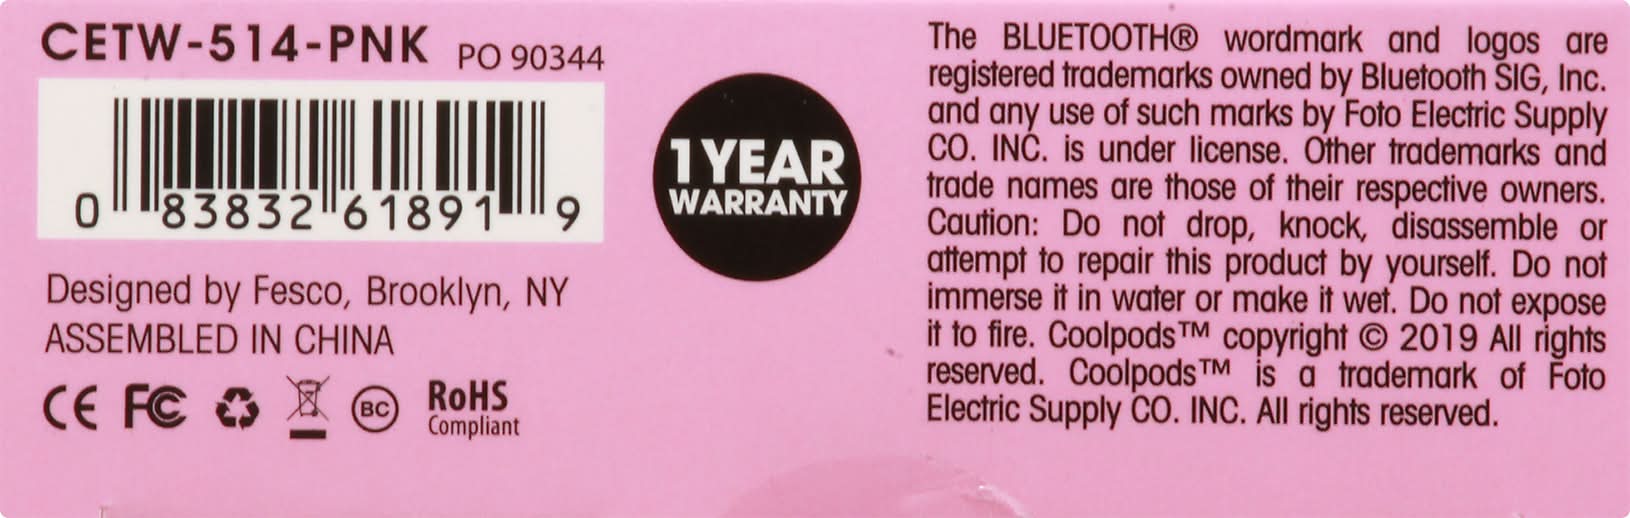 CETW-514-PNK PO 90344
0 83832 61891 9
Designed by Fesco, Brooklyn, NY
ASSEMBLED IN CHINA
CE FC BC RoHS
Compliant
1 YEAR
WARRANTY
The BLUETOOTH® wordmark and logos are
registered trademarks owned by Bluetooth SIG, Inc.
and any use of such marks by Foto Electric Supply
CO. INC. is under license. Other trademarks and
trade names are those of their respective owners.
Caution: Do not drop, knock, disassemble or
attempt to repair this product by yourself. Do not
immerse it in water or make it wet. Do not expose
it to fire. Coolpods™ copyright © 2019 All rights
reserved. Coolpods™ is a trademark of Foto
Electric Supply CO. INC. All rights reserved.